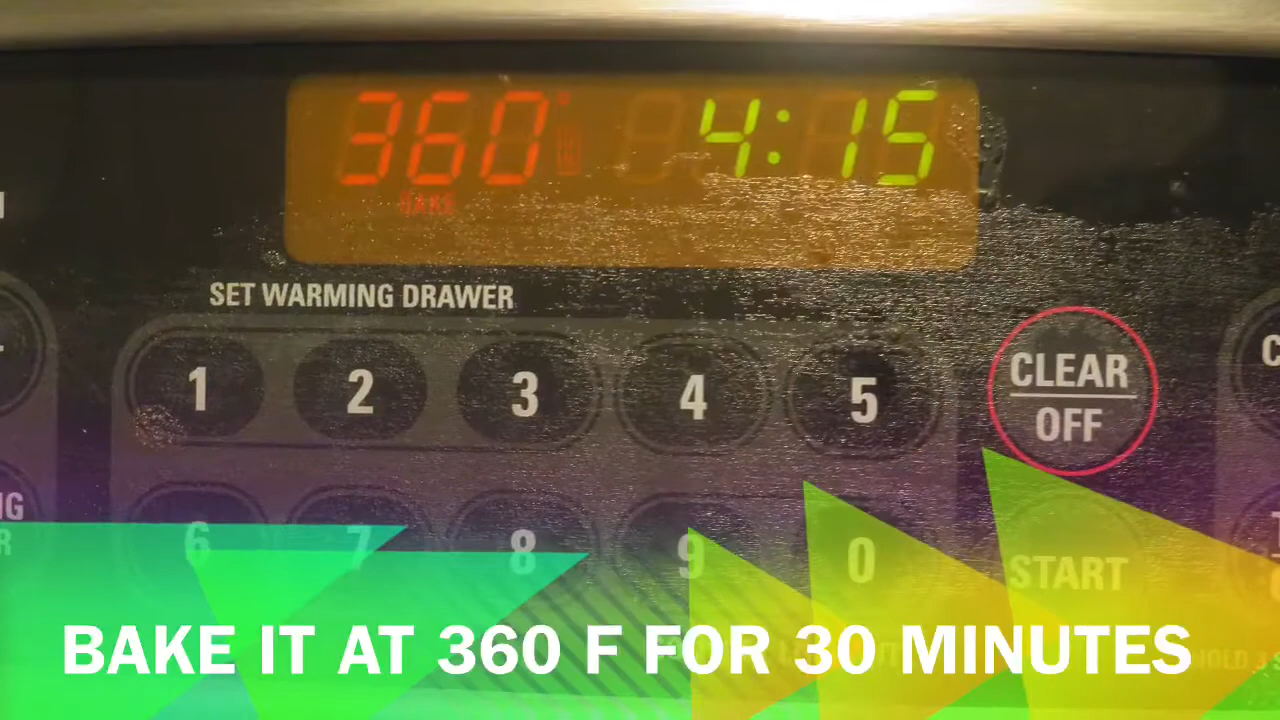 360° 4:15
BAKE
SET WARMING DRAWER
1 2 3 4 5
CLEAR
OFF
6 7 8 9 0
START
BAKE IT AT 360 F FOR 30 MINUTES